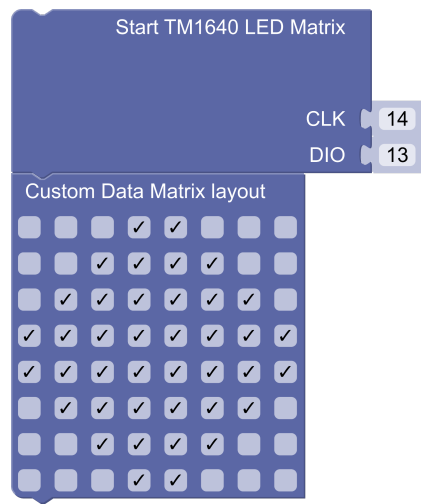 Start TM1640 LED Matrix
CLK 14
DIO 13
Custom Data Matrix layout